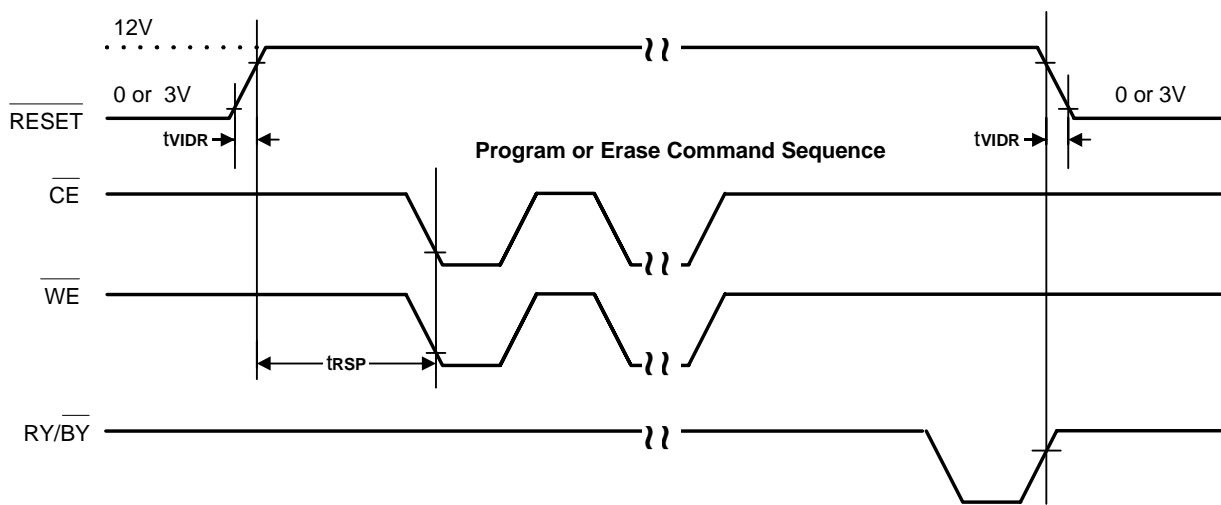 12V
0 or 3V
0 or 3V
RESET
tVIDR
tVIDR
Program or Erase Command Sequence
CE
WE
tRSP
RY/BY